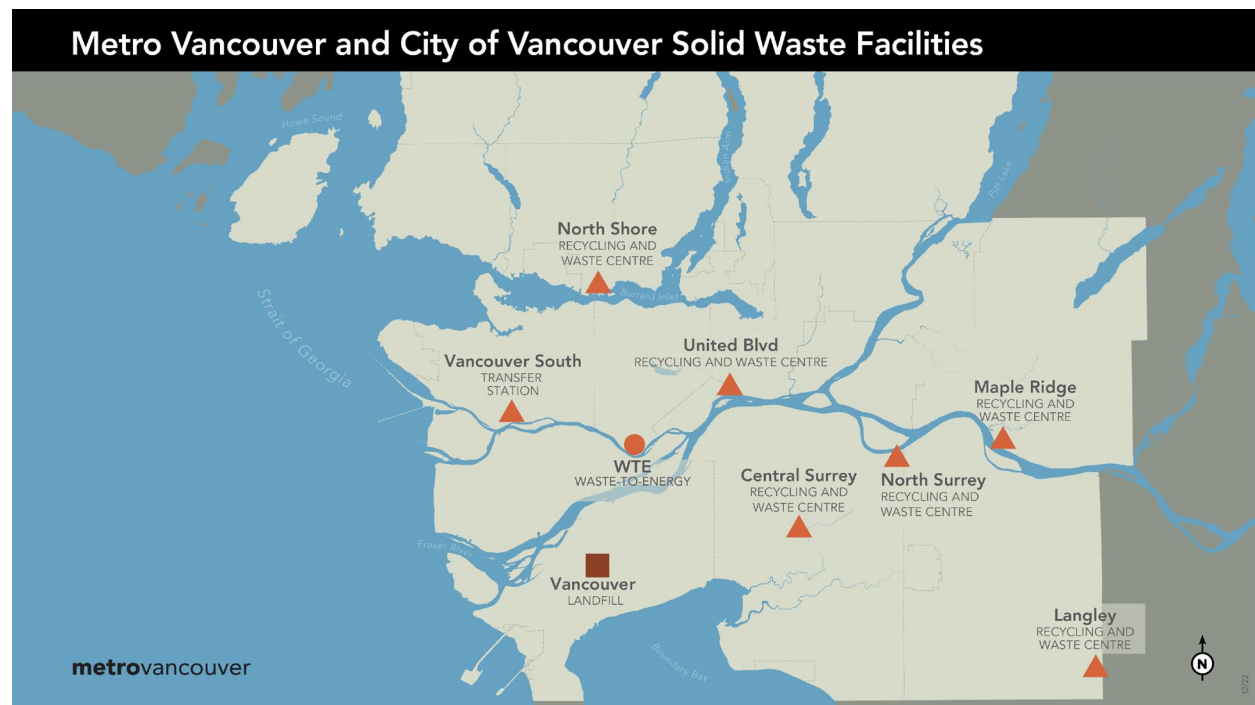 Metro Vancouver and City of Vancouver Solid Waste Facilities
Howe Sound
Indian Arm
Pitt Lake
North Shore
RECYCLING AND
WASTE CENTRE
Burrard Inlet
Strait of Georgia
United Blvd
RECYCLING AND WASTE CENTRE
Vancouver South
TRANSFER
STATION
Maple Ridge
RECYCLING AND
WASTE CENTRE
WTE
WASTE-TO-ENERGY
Central Surrey
RECYCLING AND
WASTE CENTRE
North Surrey
RECYCLING AND
WASTE CENTRE
Fraser River
Vancouver
LANDFILL
Langley
RECYCLING AND
WASTE CENTRE
Boundary Bay
metrovancouver
N
12/22